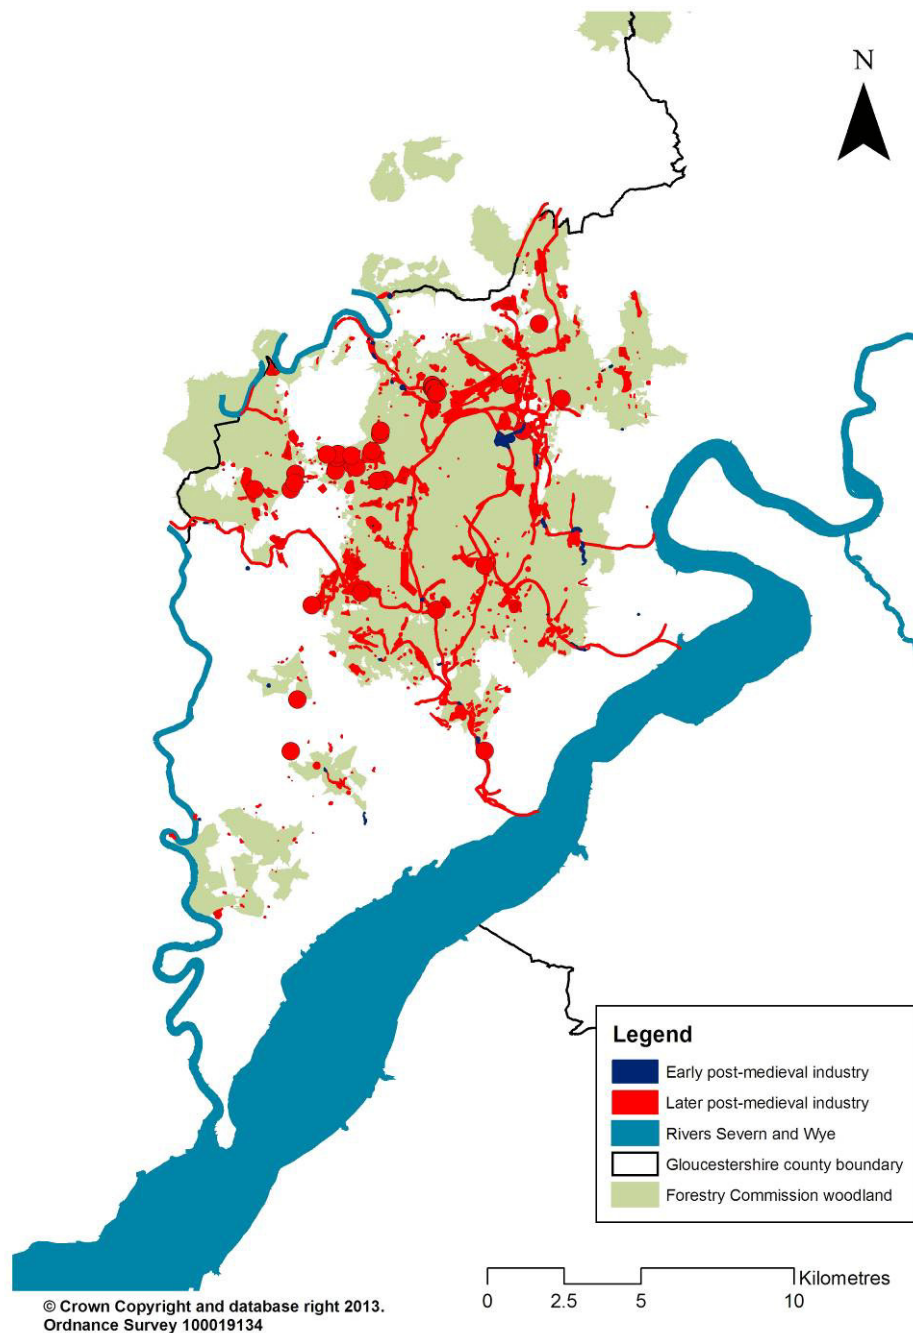 N
Legend
Early post-medieval industry
Later post-medieval industry
Rivers Severn and Wye
Gloucestershire county boundary
Forestry Commission woodland
Kilometres
0 2.5 5 10
© Crown Copyright and database right 2013.
Ordnance Survey 100019134